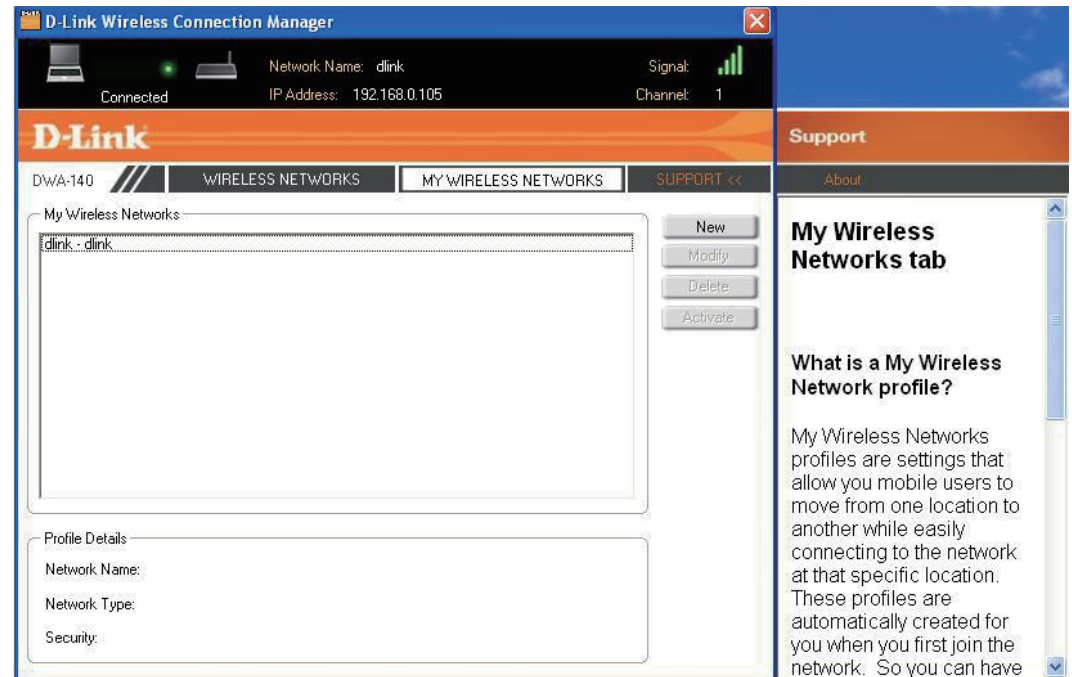 D-Link Wireless Connection Manager
Network Name: dlink
Signal:
Connected
IP Address: 192.168.0.105
Channel: 1
D-Link
DWA-140
WIRELESS NETWORKS
MY WIRELESS NETWORKS
SUPPORT <<
My Wireless Networks
dlink - dlink
New
Modify
Delete
Activate
Profile Details
Network Name:
Network Type:
Security:
Support
About
My Wireless
Networks tab
What is a My Wireless
Network profile?
My Wireless Networks
profiles are settings that
allow you mobile users to
move from one location to
another while easily
connecting to the network
at that specific location.
These profiles are
automatically created for
you when you first join the
network. So you can have